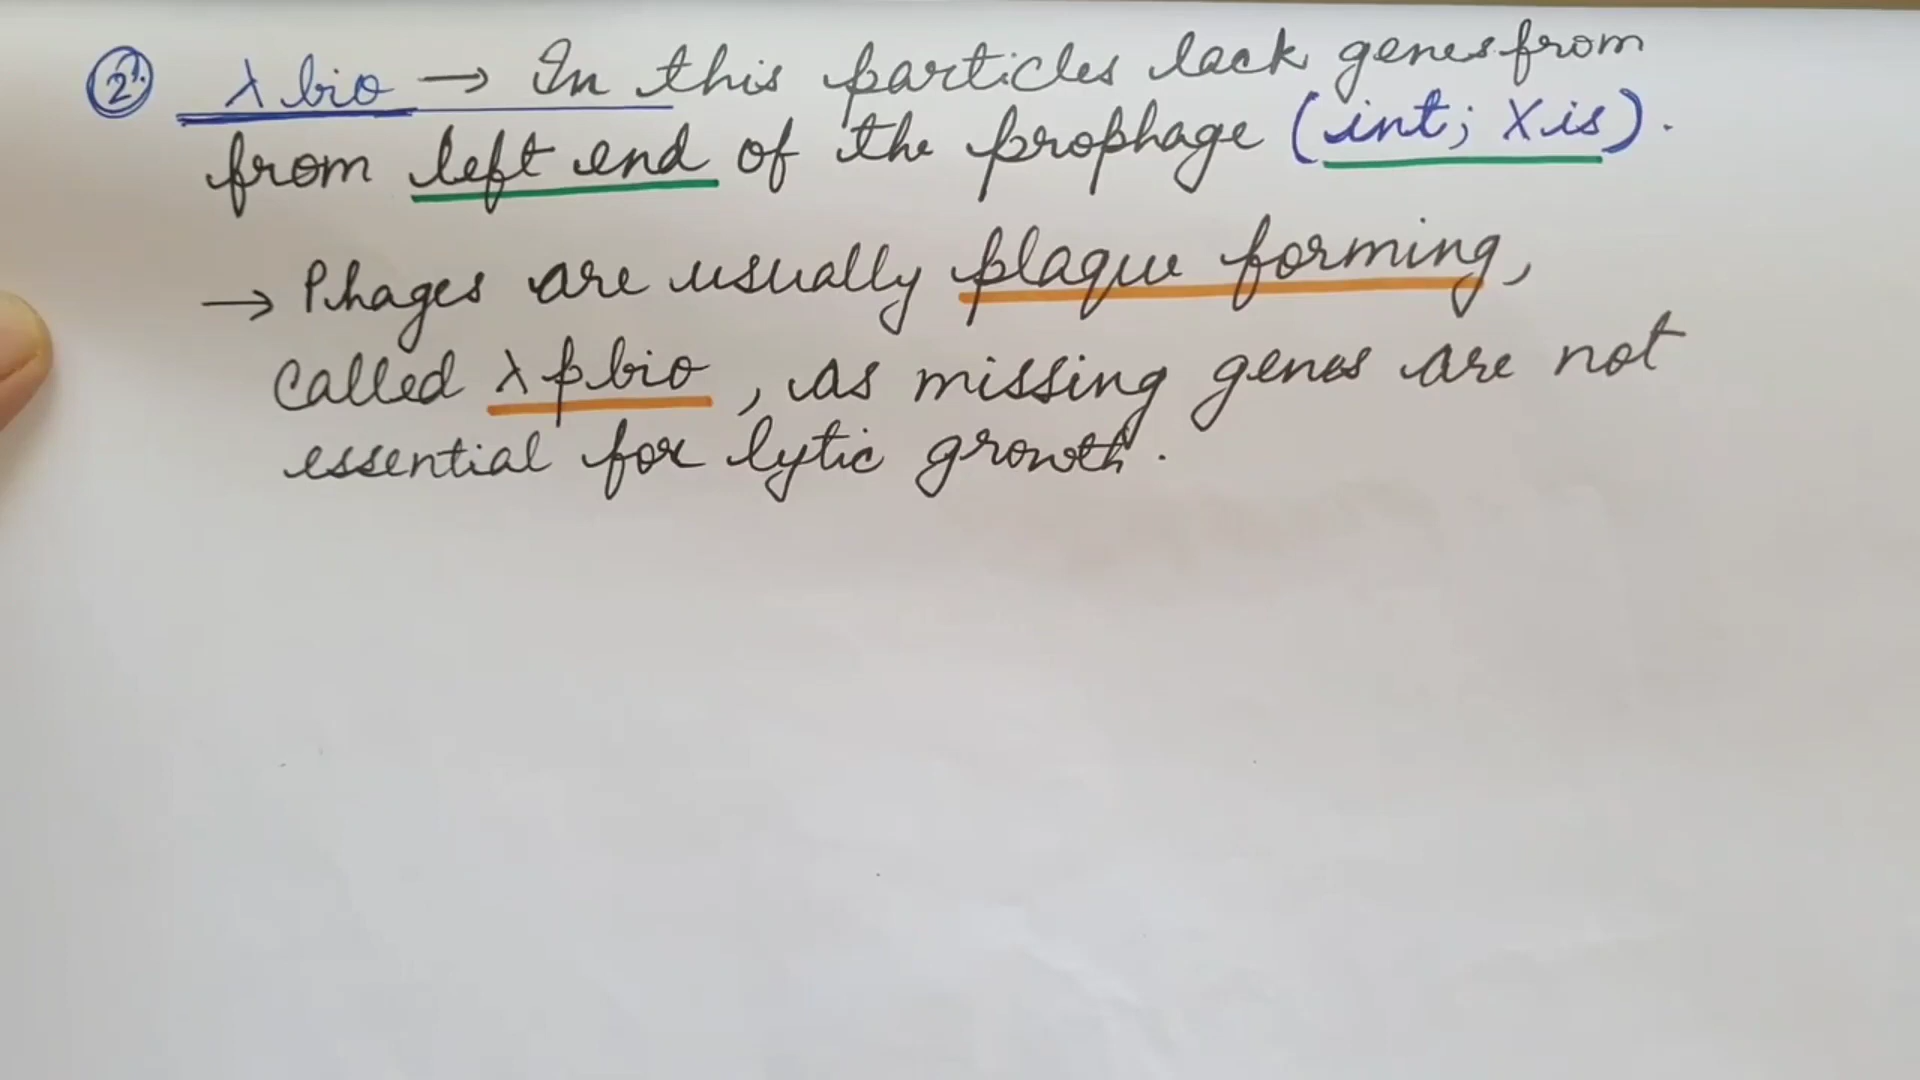 2. λ bio → In this particles lack genes from
from left end of the prophage (int; Xis).
→ Phages are usually plaque forming,
called λ p bio, as missing genes are not
essential for lytic growth.